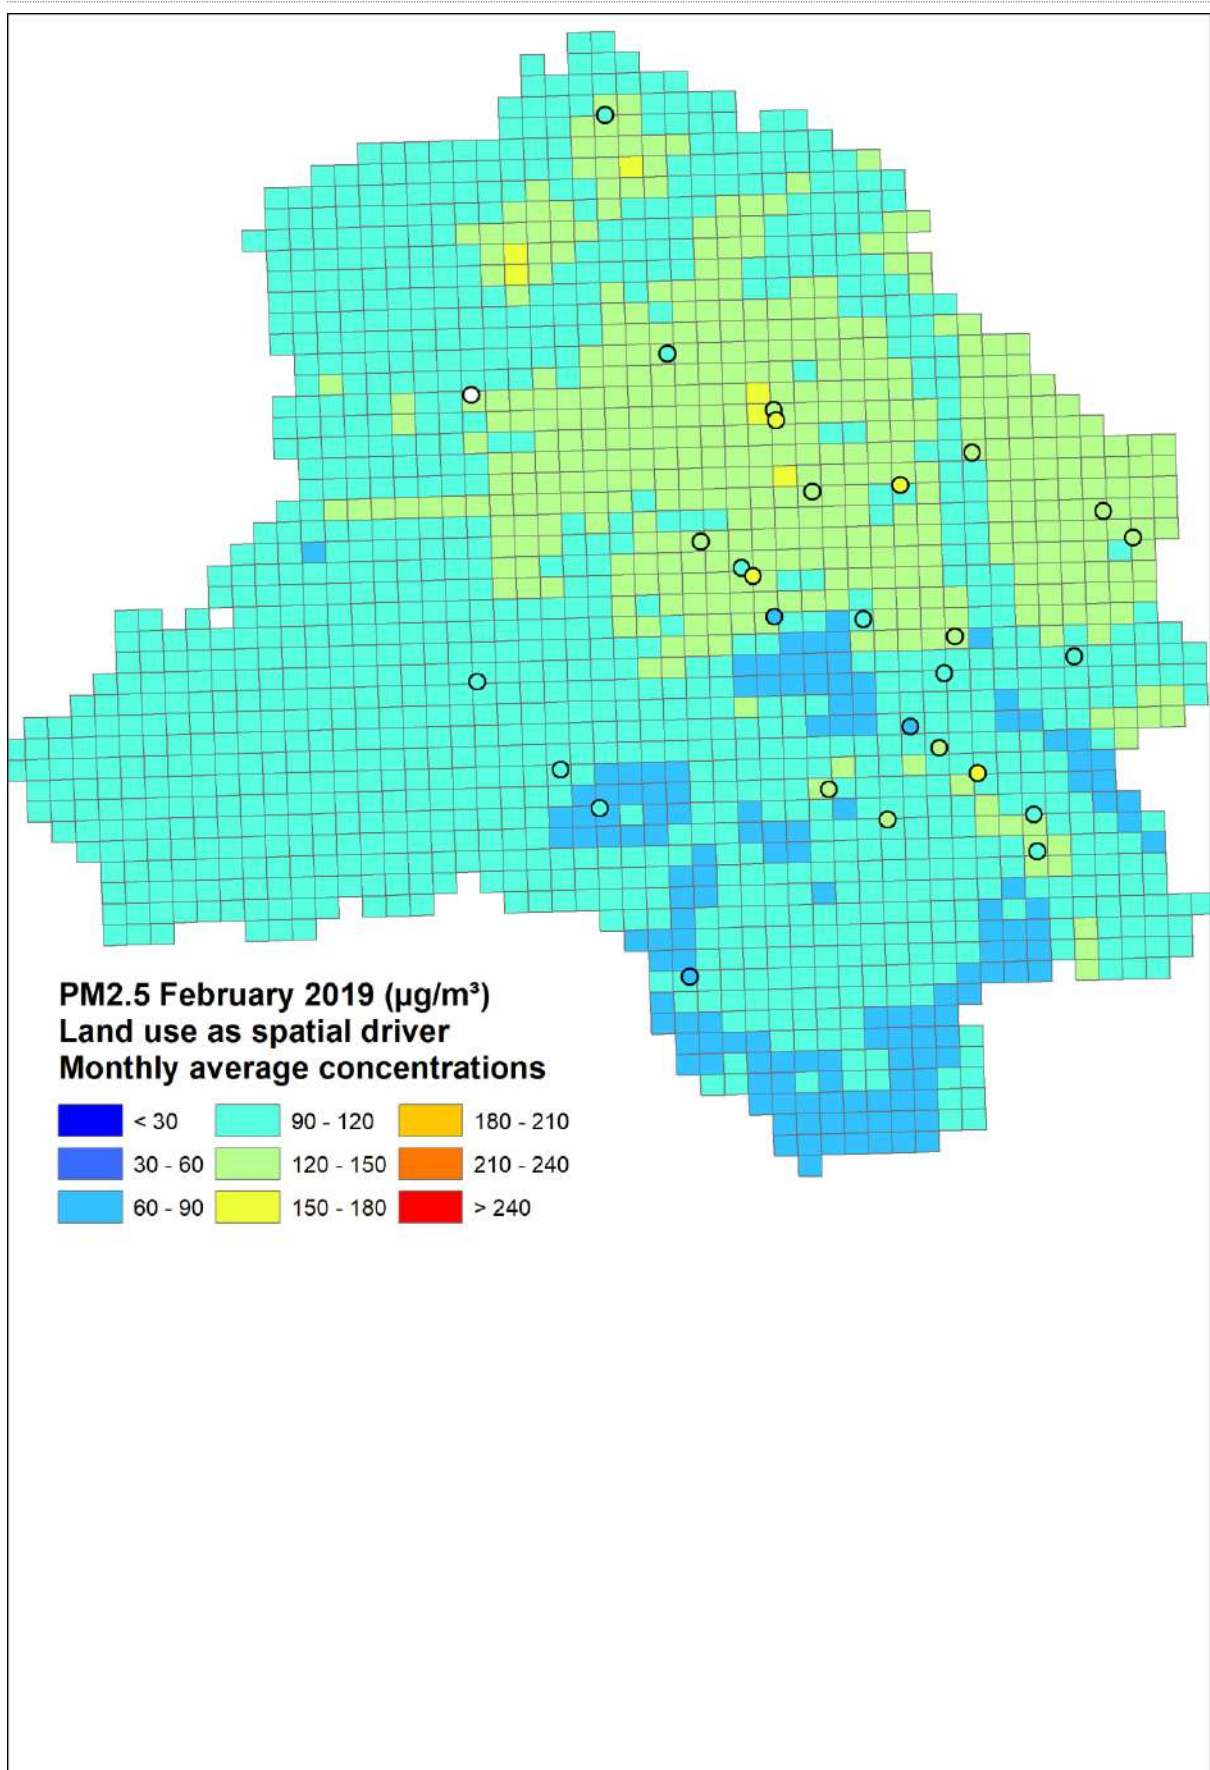 PM2.5 February 2019 (µg/m³)
Land use as spatial driver
Monthly average concentrations
< 30 90 - 120 180 - 210
30 - 60 120 - 150 210 - 240
60 - 90 150 - 180 > 240